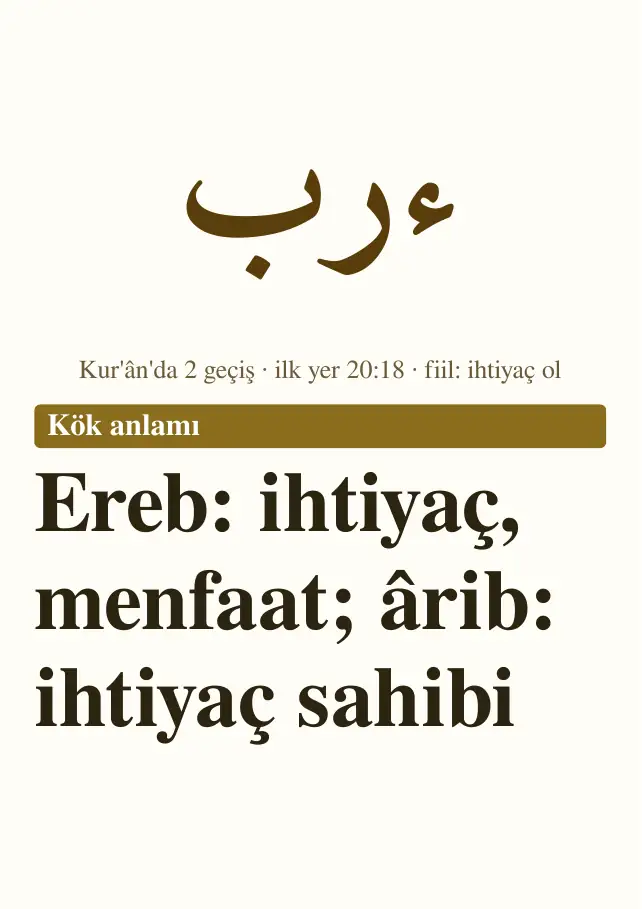 ء ر ب
Kur'ân'da 2 geçiş · ilk yer 20:18 · fiil: ihtiyaç ol
Kök anlamı
Ereb: ihtiyaç,
menfaat; ârib:
ihtiyaç sahibi